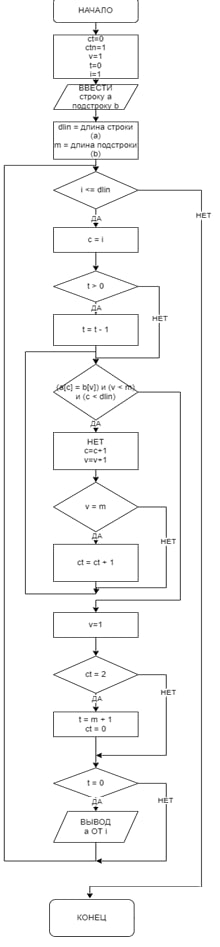 НАЧАЛО
ct=0
ctn=1
v=1
t=0
i=1
ВВЕСТИ
строку a
подстроку b
dlin = длина строки
(a)
m = длина подстроки
(b)
i <= dlin
НЕТ
ДА
c = i
t > 0
ДА
НЕТ
t = t - 1
(a[c] = b[v]) и (v < m)
и (c < dlin)
ДА
НЕТ
c=c+1
v=v+1
v = m
ДА
НЕТ
ct = ct + 1
v=1
ct = 2
НЕТ
ДА
t = m + 1
ct = 0
t = 0
ДА
НЕТ
ВЫВОД
a ОТ i
КОНЕЦ